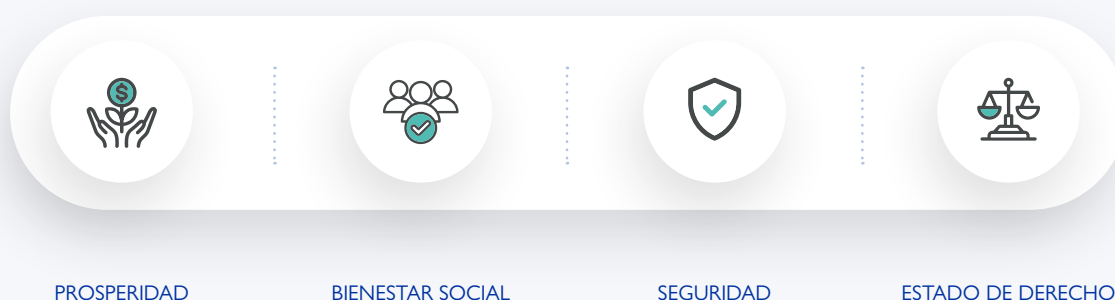 PROSPERIDAD
BIENESTAR SOCIAL
SEGURIDAD
ESTADO DE DERECHO